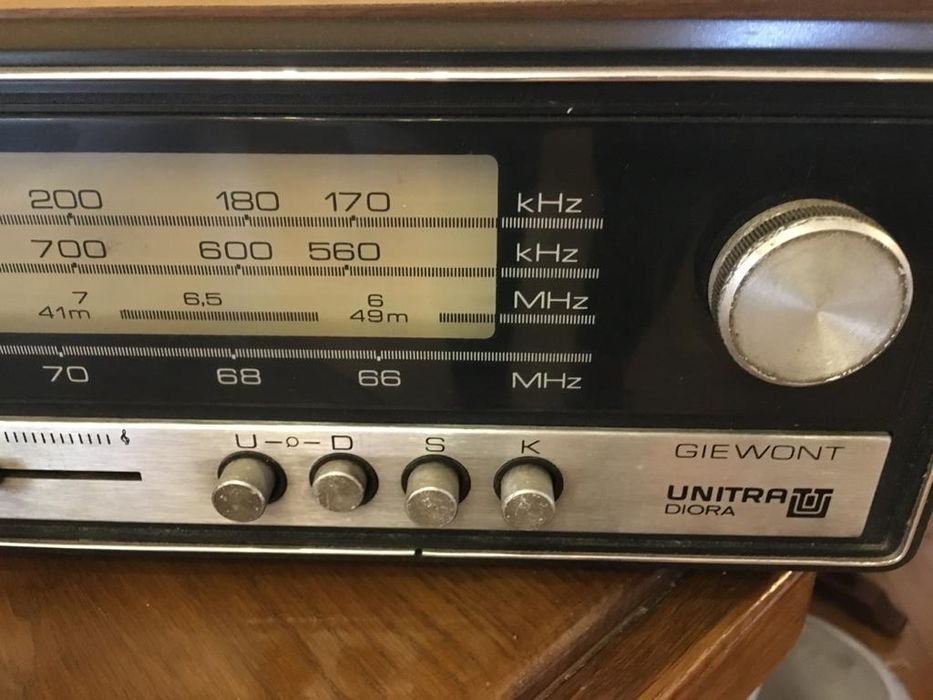 200 180 170 kHz
700 600 560 kHz
7 6,5 6 MHz
41m 49m
70 68 66 MHz
U D S K
GIEWONT
UNITRA
DIORA